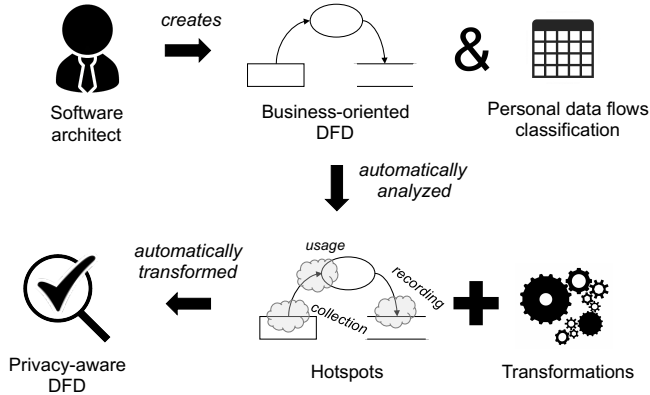 creates
&
Software
architect
Business-oriented
DFD
Personal data flows
classification
automatically
analyzed
automatically
transformed
usage
recording
collection
Privacy-aware
DFD
Hotspots
Transformations